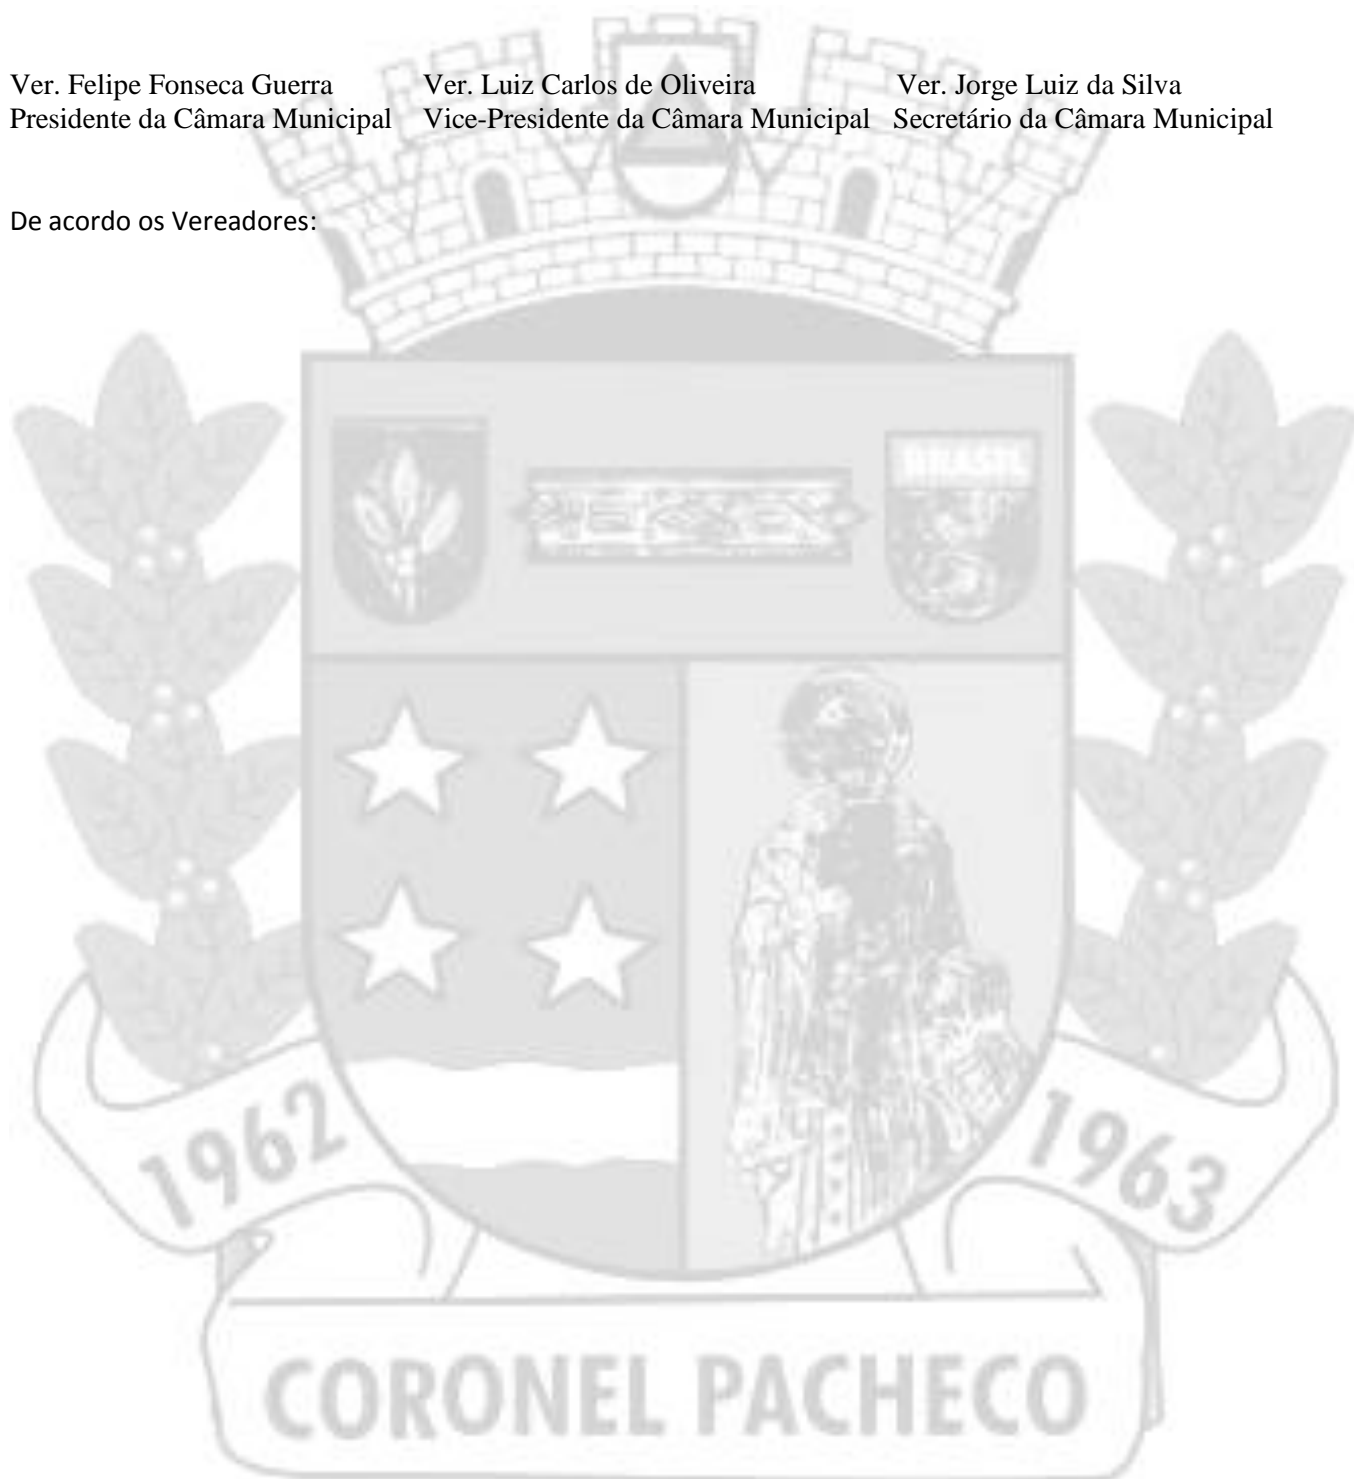 Ver. Felipe Fonseca Guerra Ver. Luiz Carlos de Oliveira Ver. Jorge Luiz da Silva
Presidente da Câmara Municipal Vice-Presidente da Câmara Municipal Secretário da Câmara Municipal
De acordo os Vereadores:
BRASIL
1962
1963
CORONEL PACHECO